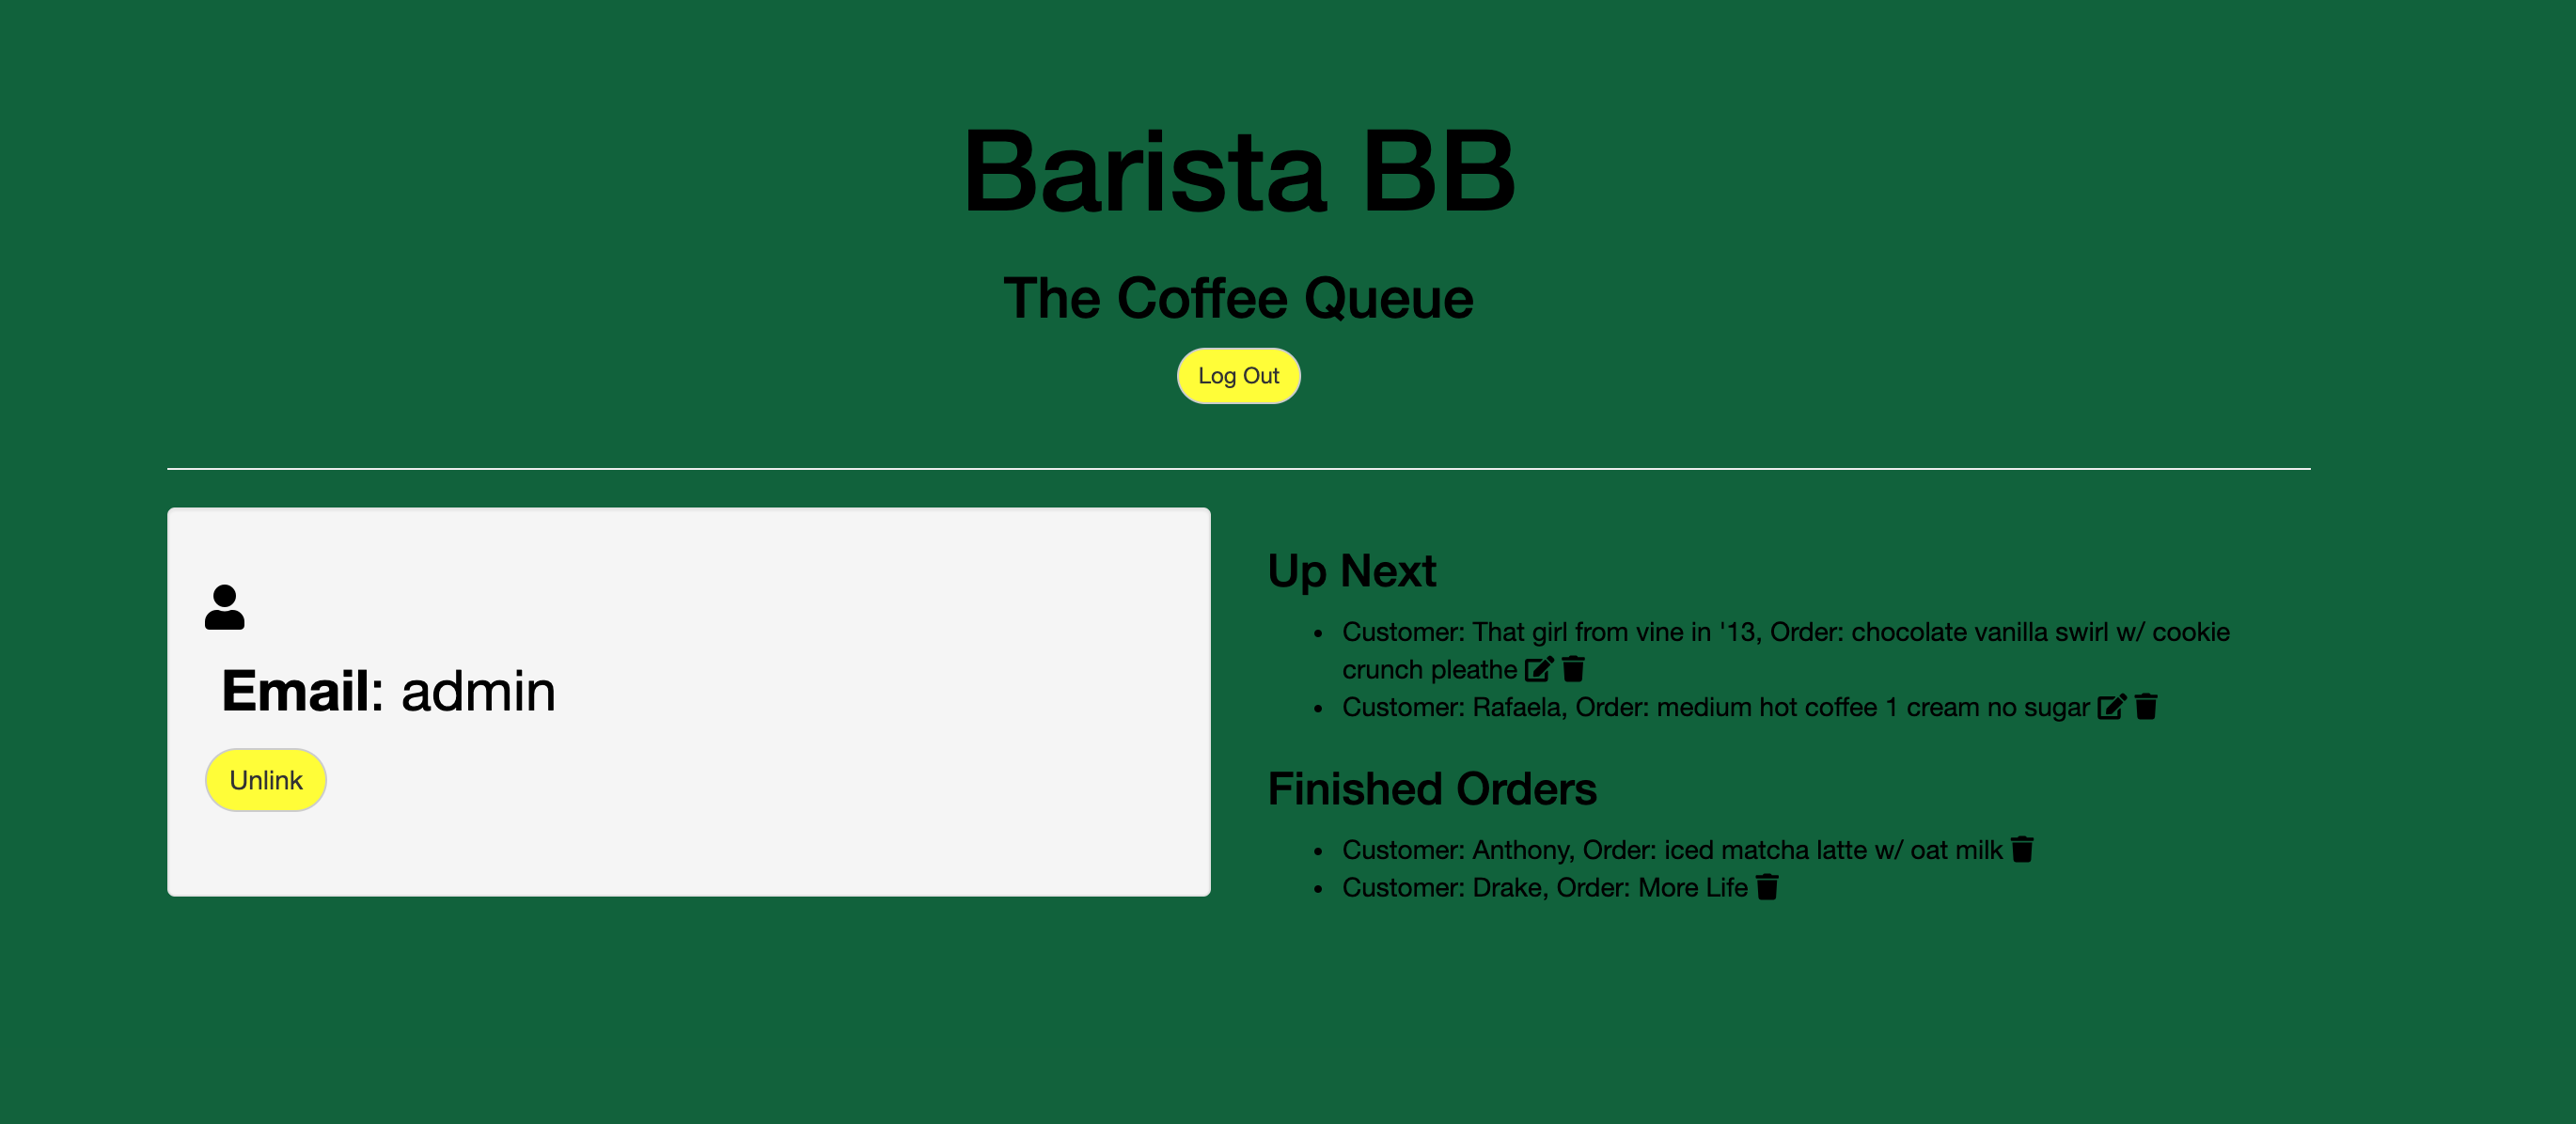 Barista BB
The Coffee Queue
Log Out
Email: admin
Unlink
Up Next
Customer: That girl from vine in '13, Order: chocolate vanilla swirl w/ cookie
crunch pleathe
Customer: Rafaela, Order: medium hot coffee 1 cream no sugar
Finished Orders
Customer: Anthony, Order: iced matcha latte w/ oat milk
Customer: Drake, Order: More Life